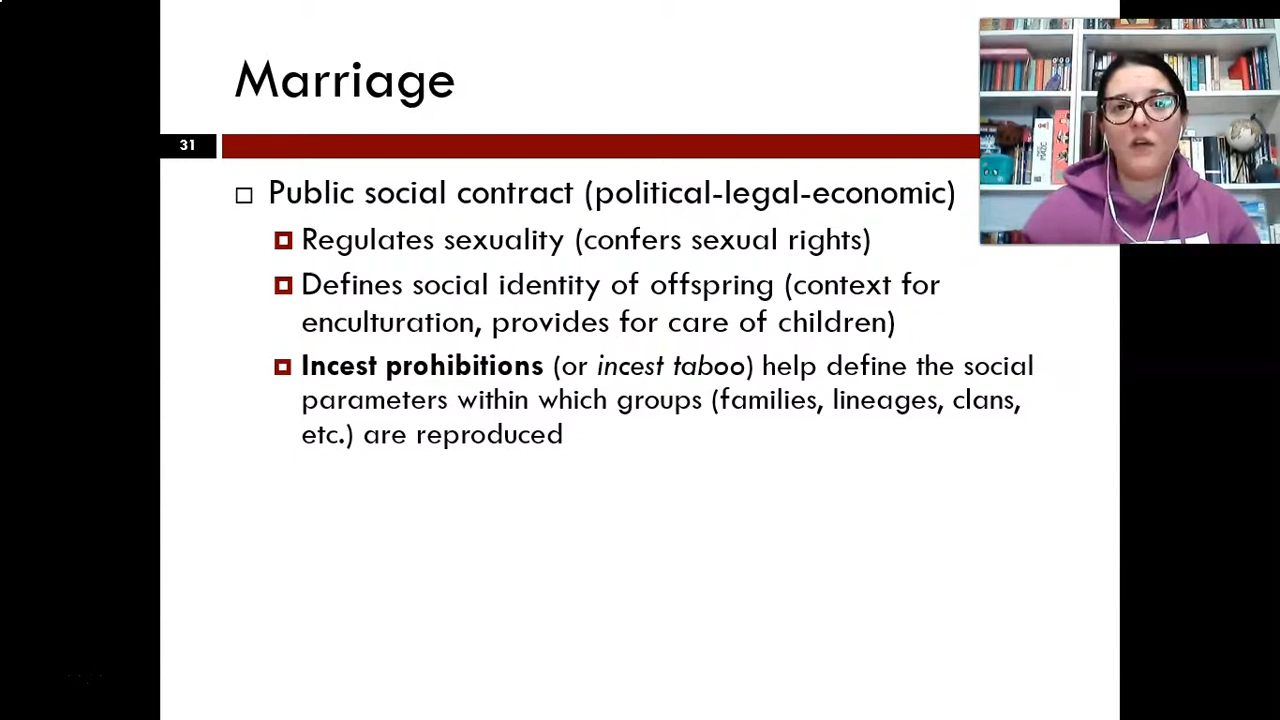 Marriage
31
Public social contract (political-legal-economic)
Regulates sexuality (confers sexual rights)
Defines social identity of offspring (context for
enculturation, provides for care of children)
Incest prohibitions (or incest taboo) help define the social
parameters within which groups (families, lineages, clans,
etc.) are reproduced